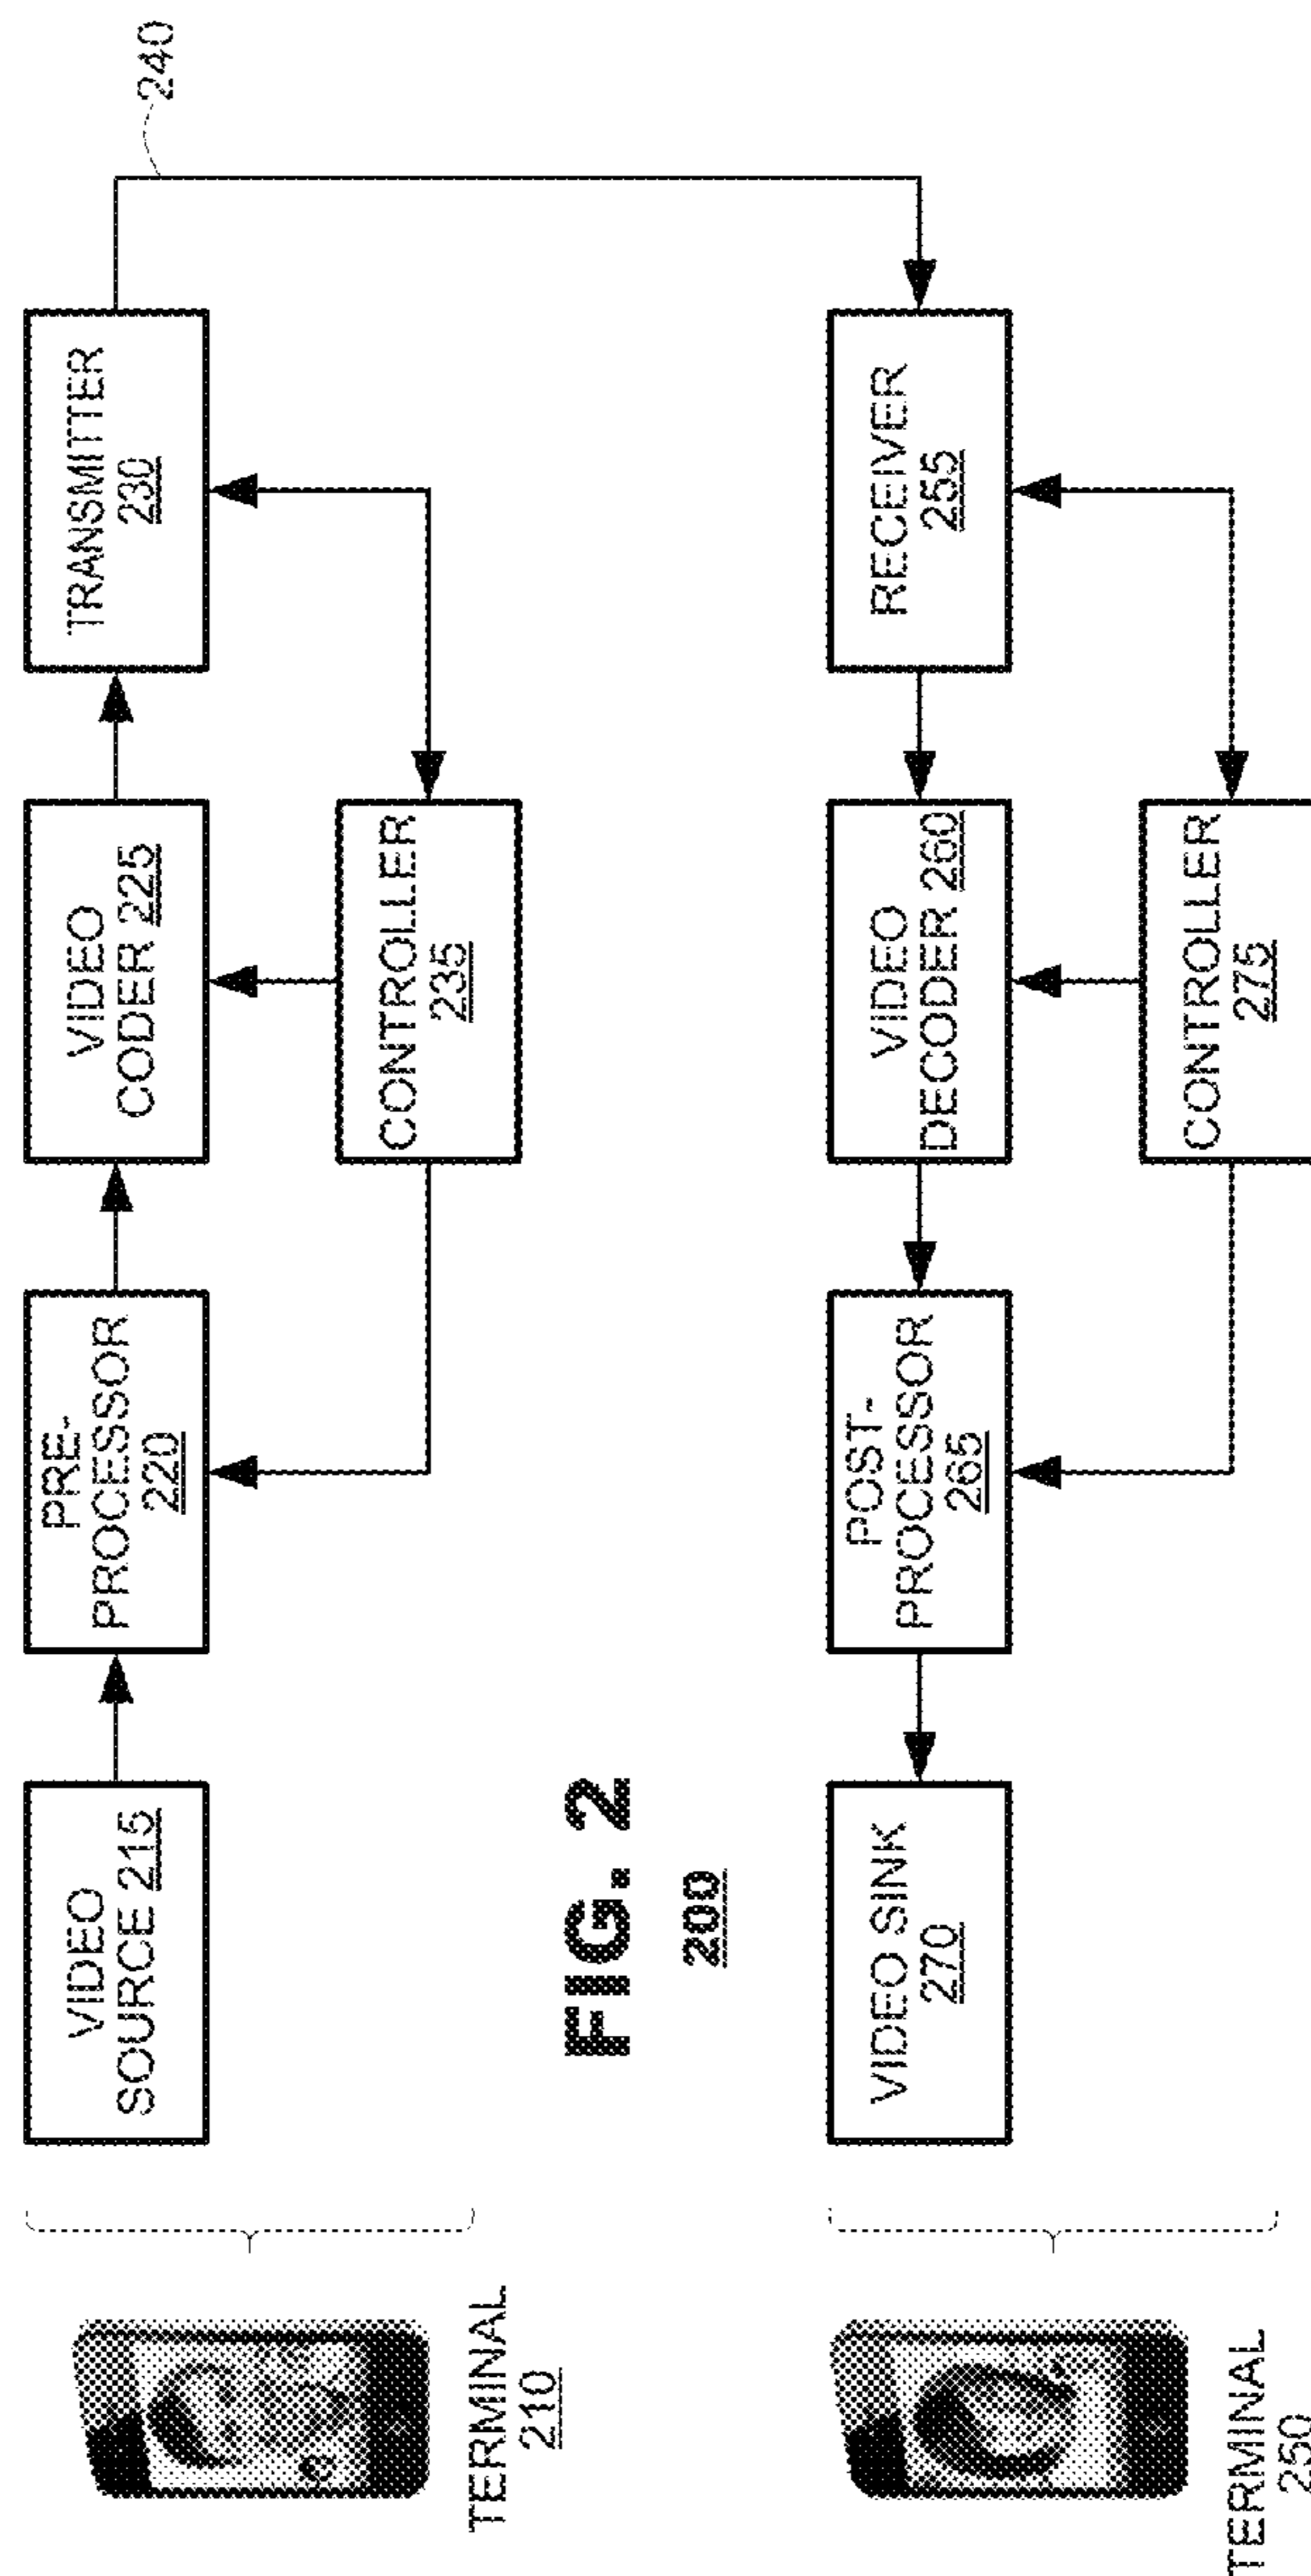 240
VIDEO
SOURCE 215
PRE-
PROCESSOR
220
VIDEO
CODER 225
TRANSMITTER
230
CONTROLLER
235
TERMINAL
210
FIG. 2
200
VIDEO SINK
270
POST-
PROCESSOR
265
VIDEO
DECODER 260
RECEIVER
255
CONTROLLER
275
TERMINAL
250